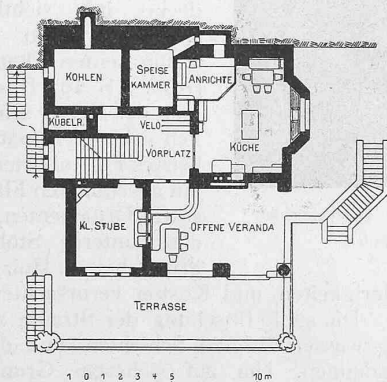 KOHLEN
SPEISE
KAMMER
ANRICHTE
KÜBELR.
VELO
VORPLATZ
KÜCHE
KL. STUBE
OFFENE VERANDA
TERRASSE
1 0 1 2 3 4 5 10 m